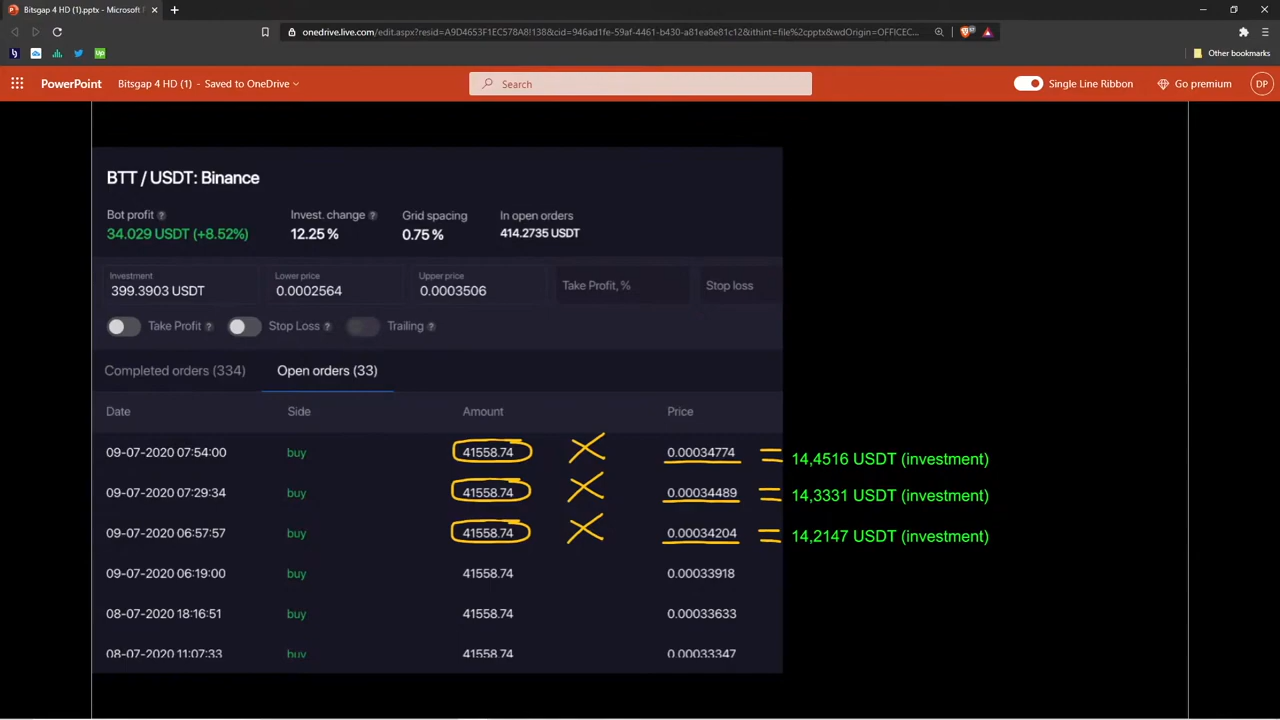 Bitsgap 4 HD (1).pptx - Microsoft F
onedrive.live.com/edit.aspx?resid=A9D4653F1EC578A8!138&cid=946ad1fe-59af-4461-b430-a81ea8e81c12&ithint=file%2cpptx&wdOrigin=OFFICEC...
Other bookmarks
PowerPoint
Bitsgap 4 HD (1) - Saved to OneDrive
Search
Single Line Ribbon
Go premium
DP
BTT / USDT: Binance
Bot profit ? Invest. change ? Grid spacing In open orders
34.029 USDT (+8.52%) 12.25 % 0.75 % 414.2735 USDT
Investment Lower price Upper price
399.3903 USDT 0.0002564 0.0003506 Take Profit, % Stop loss
Take Profit ? Stop Loss ? Trailing ?
Completed orders (334) Open orders (33)
Date Side Amount Price
09-07-2020 07:54:00 buy 41558.74 X 0.00034774 = 14,4516 USDT (investment)
09-07-2020 07:29:34 buy 41558.74 X 0.00034489 = 14,3331 USDT (investment)
09-07-2020 06:57:57 buy 41558.74 X 0.00034204 = 14,2147 USDT (investment)
09-07-2020 06:19:00 buy 41558.74 0.00033918
08-07-2020 18:16:51 buy 41558.74 0.00033633
08-07-2020 11:07:33 buy 41558.74 0.00033347